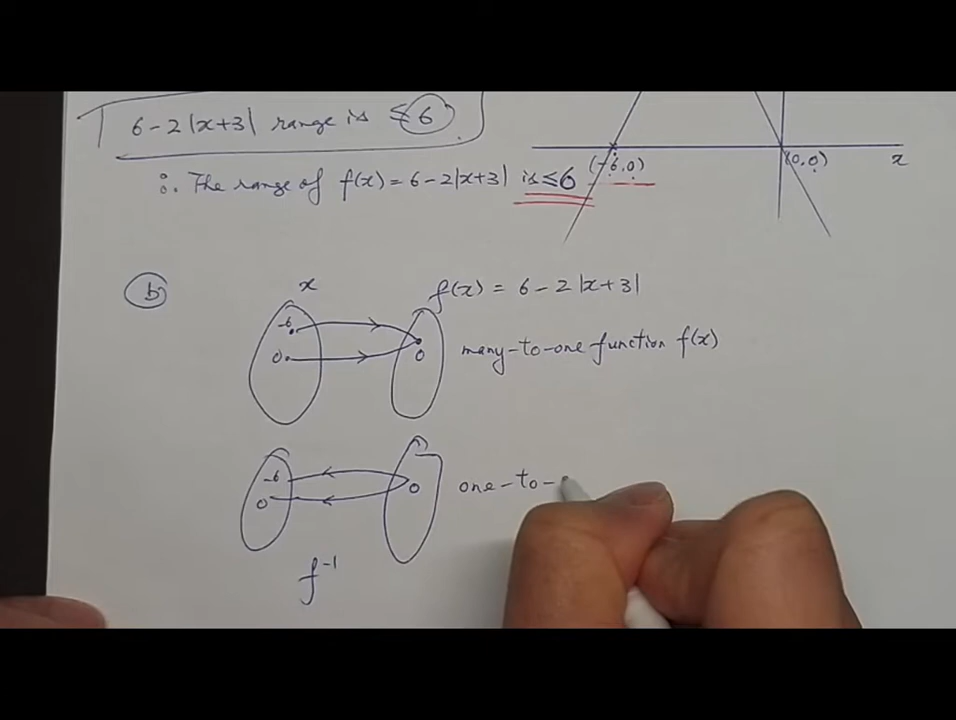 6-2|x+3| range is ≤6
(-6,0)
(0,0)
x
∴ The range of f(x) = 6-2|x+3| is ≤6
b
x
f(x) = 6-2|x+3|
-6
0
0
many-to-one function f(x)
-6
0
0
one-to-
f⁻¹